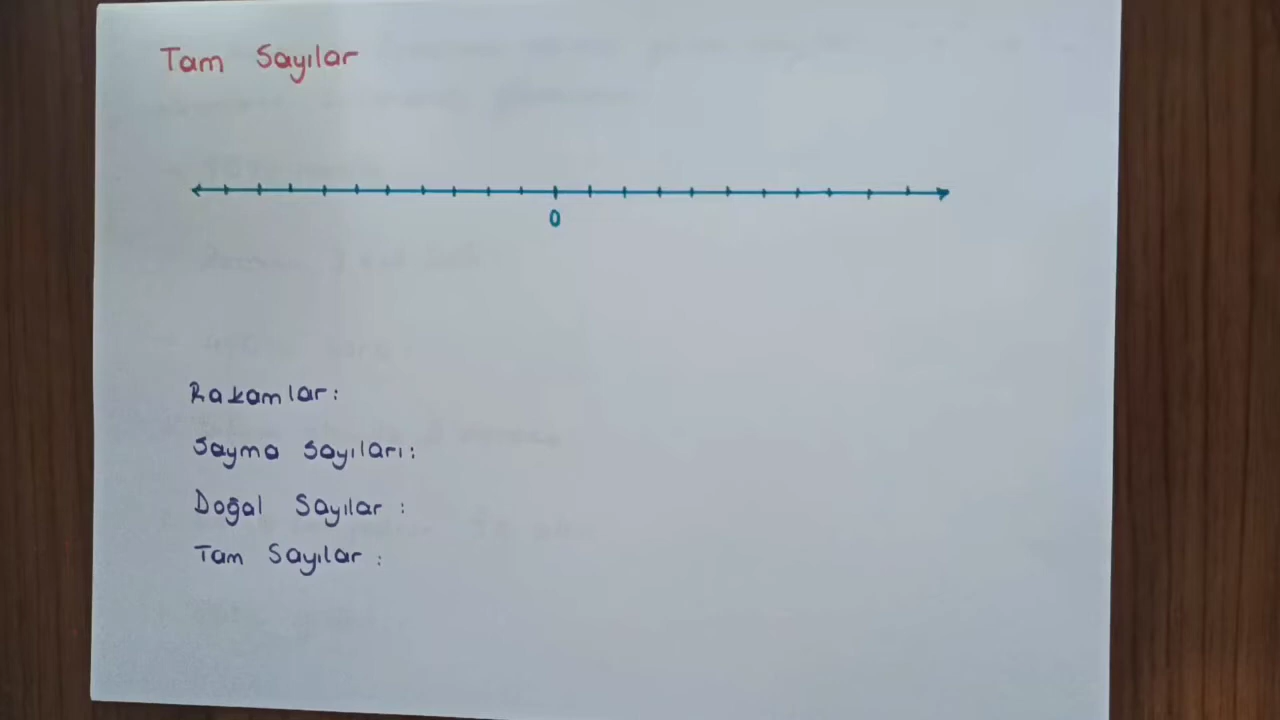 Tam Sayılar
0
Rakamlar:
Sayma Sayıları:
Doğal Sayılar :
Tam Sayılar :